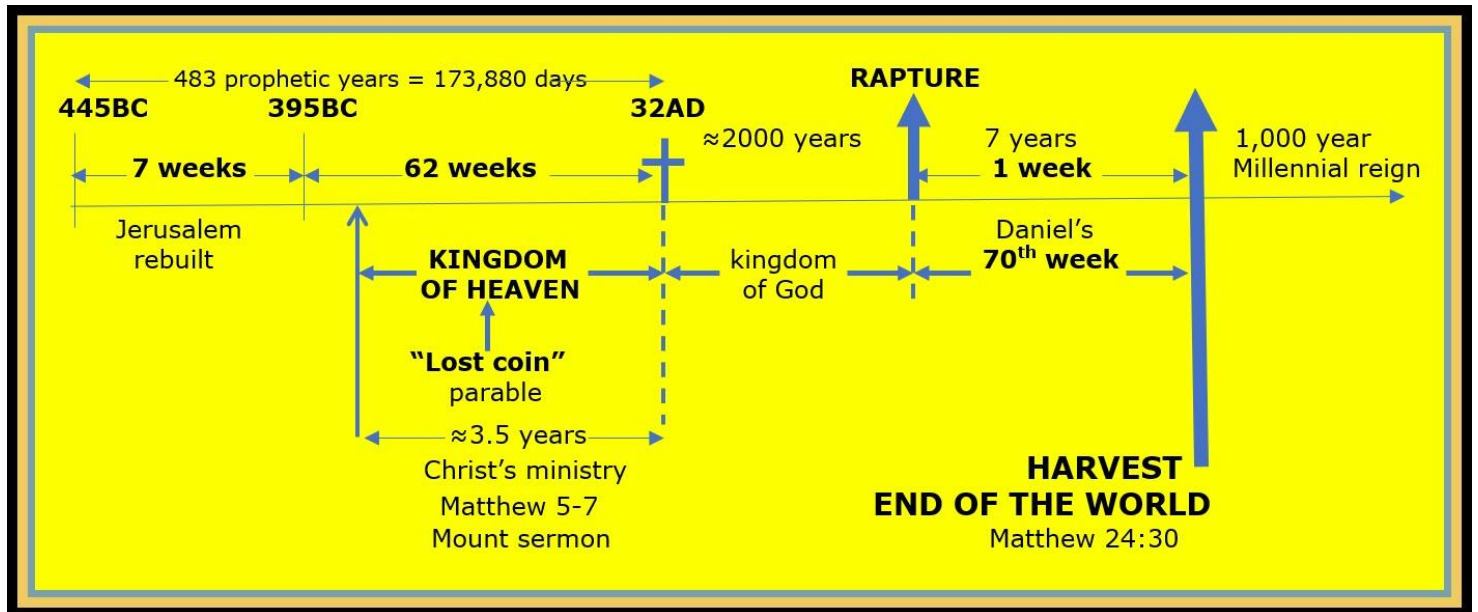 483 prophetic years = 173,880 days
445BC
395BC
32AD
RAPTURE
≈2000 years
7 years
1,000 year
7 weeks
62 weeks
1 week
Millennial reign
Jerusalem
rebuilt
KINGDOM
OF HEAVEN
kingdom
of God
Daniel’s
70th week
“Lost coin”
parable
≈3.5 years
Christ’s ministry
Matthew 5-7
Mount sermon
HARVEST
END OF THE WORLD
Matthew 24:30